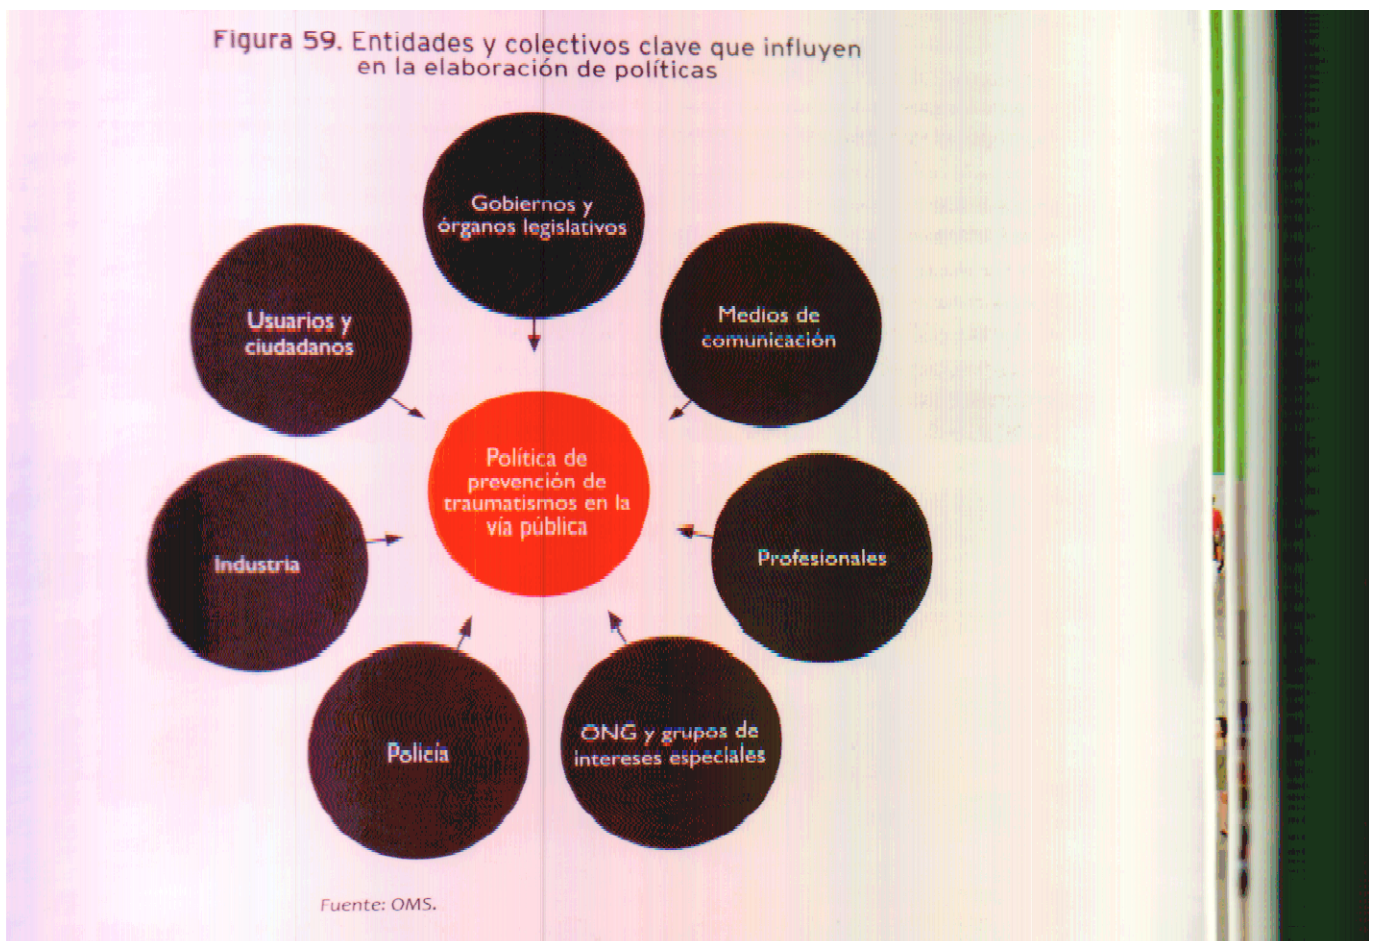 Figura 59. Entidades y colectivos clave que influyen
en la elaboración de políticas
Gobiernos y
órganos legislativos
Usuarios y
ciudadanos
Medios de
comunicación
Política de
prevención de
traumatismos en la
vía pública
Industria
Profesionales
Policía
ONG y grupos de
intereses especiales
Fuente: OMS.